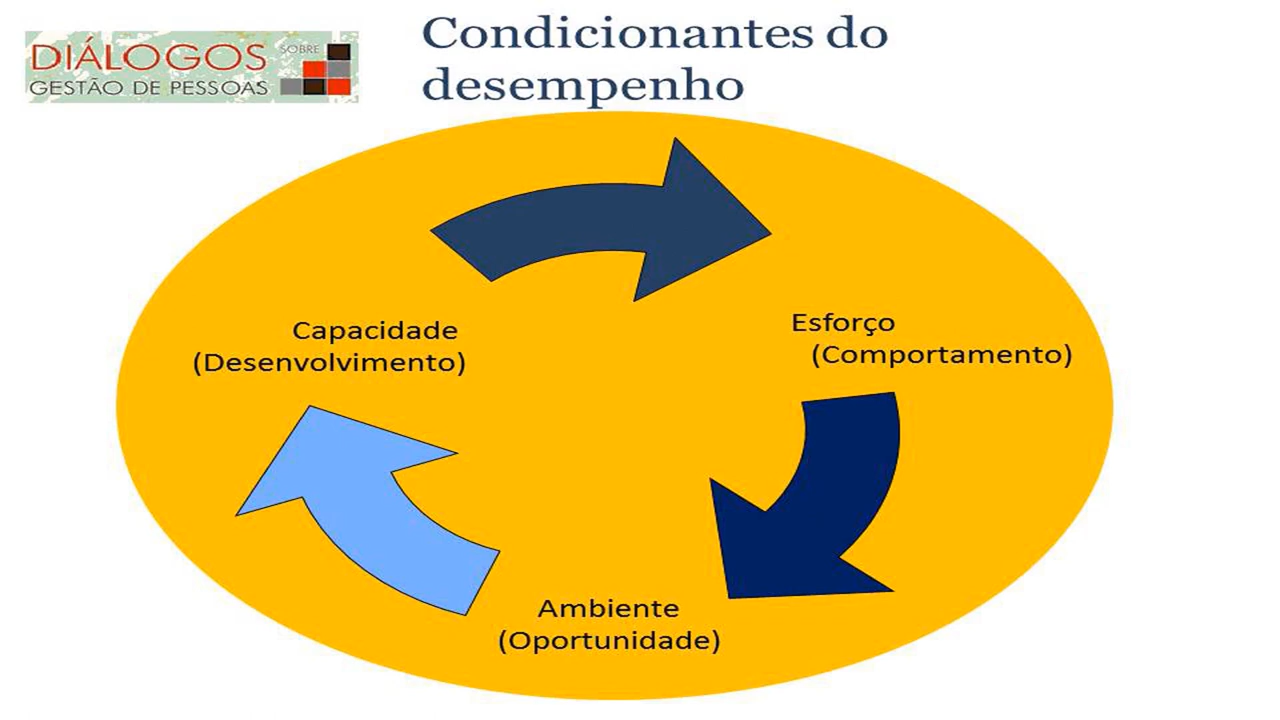 DIÁLOGOS SOBRE
GESTÃO DE PESSOAS
Condicionantes do
desempenho
Capacidade
(Desenvolvimento)
Esforço
(Comportamento)
Ambiente
(Oportunidade)